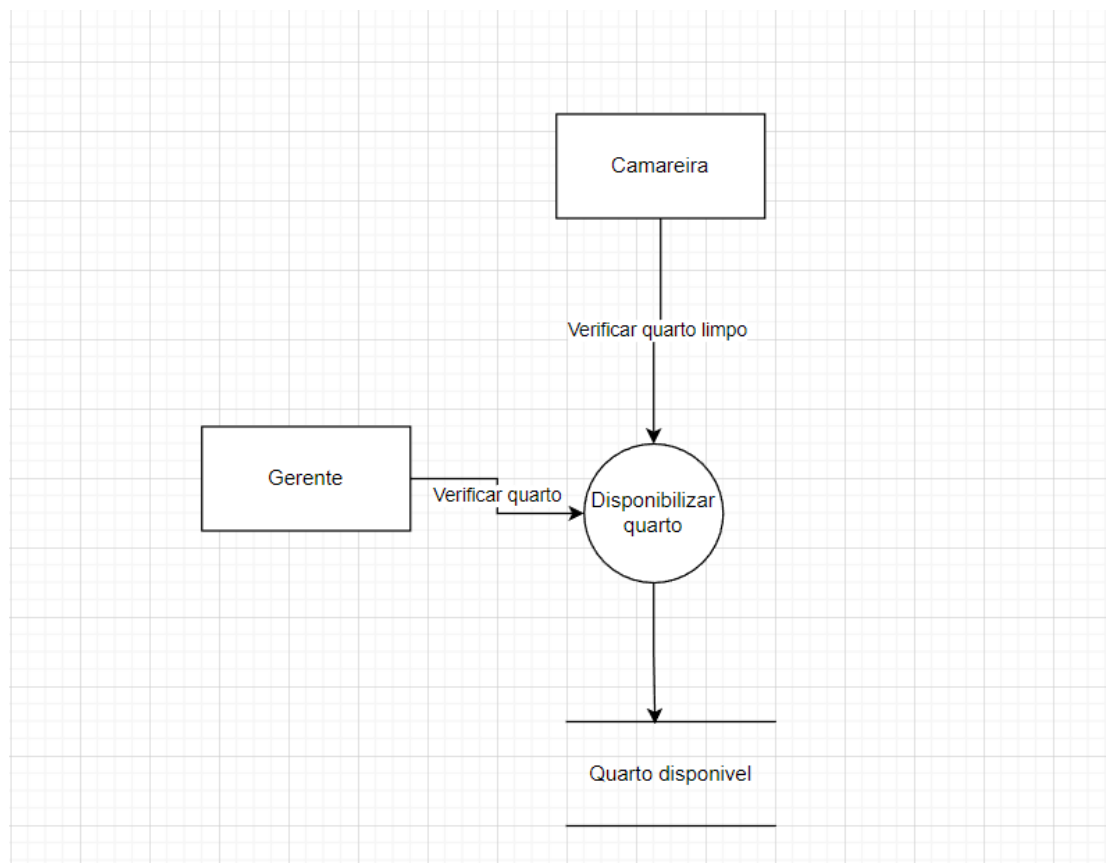 Camareira
Verificar quarto limpo
Gerente
Verificar quarto
Disponibilizar
quarto
Quarto disponivel